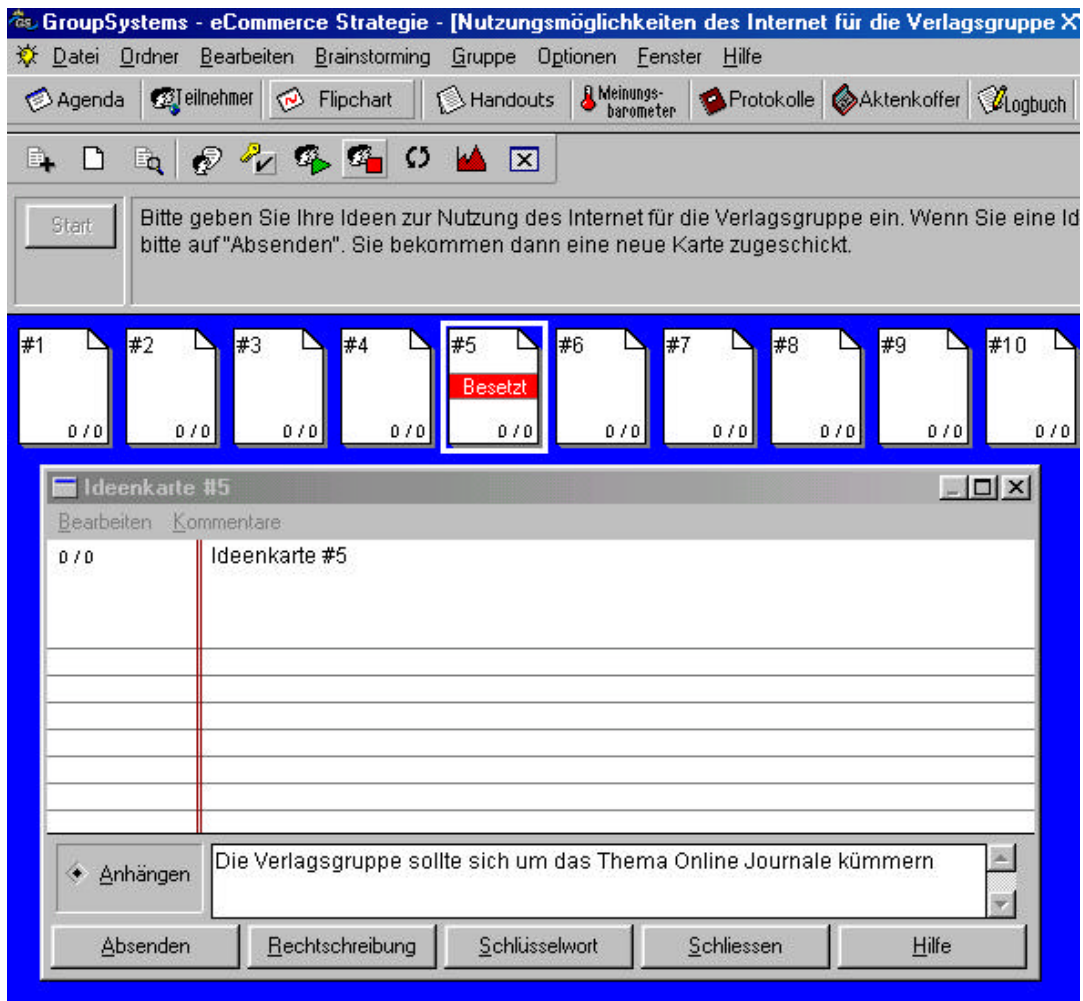 GroupSystems - eCommerce Strategie - [Nutzungsmöglichkeiten des Internet für die Verlagsgruppe XY
Datei Ordner Bearbeiten Brainstorming Gruppe Optionen Fenster Hilfe
Agenda Teilnehmer Flipchart Handouts Meinungs-barometer Protokolle Aktenkoffer Logbuch
Start
Bitte geben Sie Ihre Ideen zur Nutzung des Internet für die Verlagsgruppe ein. Wenn Sie eine Id
bitte auf "Absenden". Sie bekommen dann eine neue Karte zugeschickt.
#1 #2 #3 #4 #5 #6 #7 #8 #9 #10
Besetzt
0 / 0 0 / 0 0 / 0 0 / 0 0 / 0 0 / 0 0 / 0 0 / 0 0 / 0 0 / 0
Ideenkarte #5
Bearbeiten Kommentare
0 / 0 Ideenkarte #5
Anhängen
Die Verlagsgruppe sollte sich um das Thema Online Journale kümmern
Absenden Rechtschreibung Schlüsselwort Schliessen Hilfe